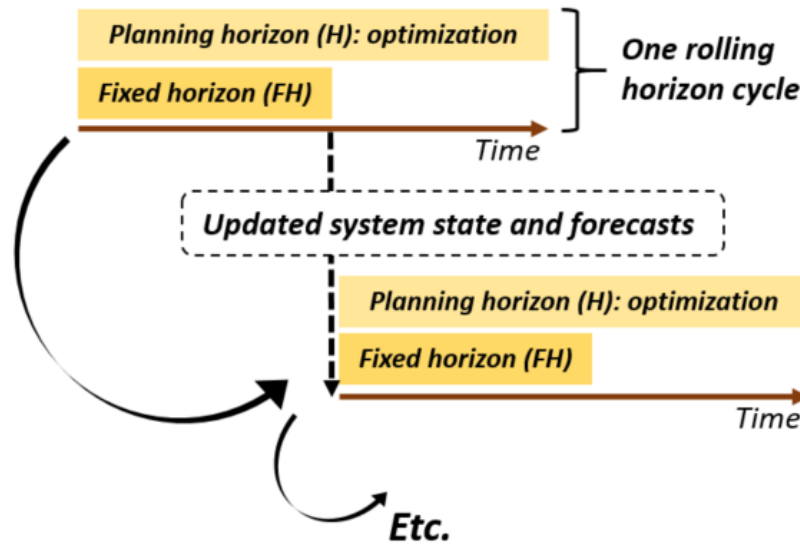 Planning horizon (H): optimization
Fixed horizon (FH)
One rolling
horizon cycle
Time
Updated system state and forecasts
Planning horizon (H): optimization
Fixed horizon (FH)
Time
Etc.